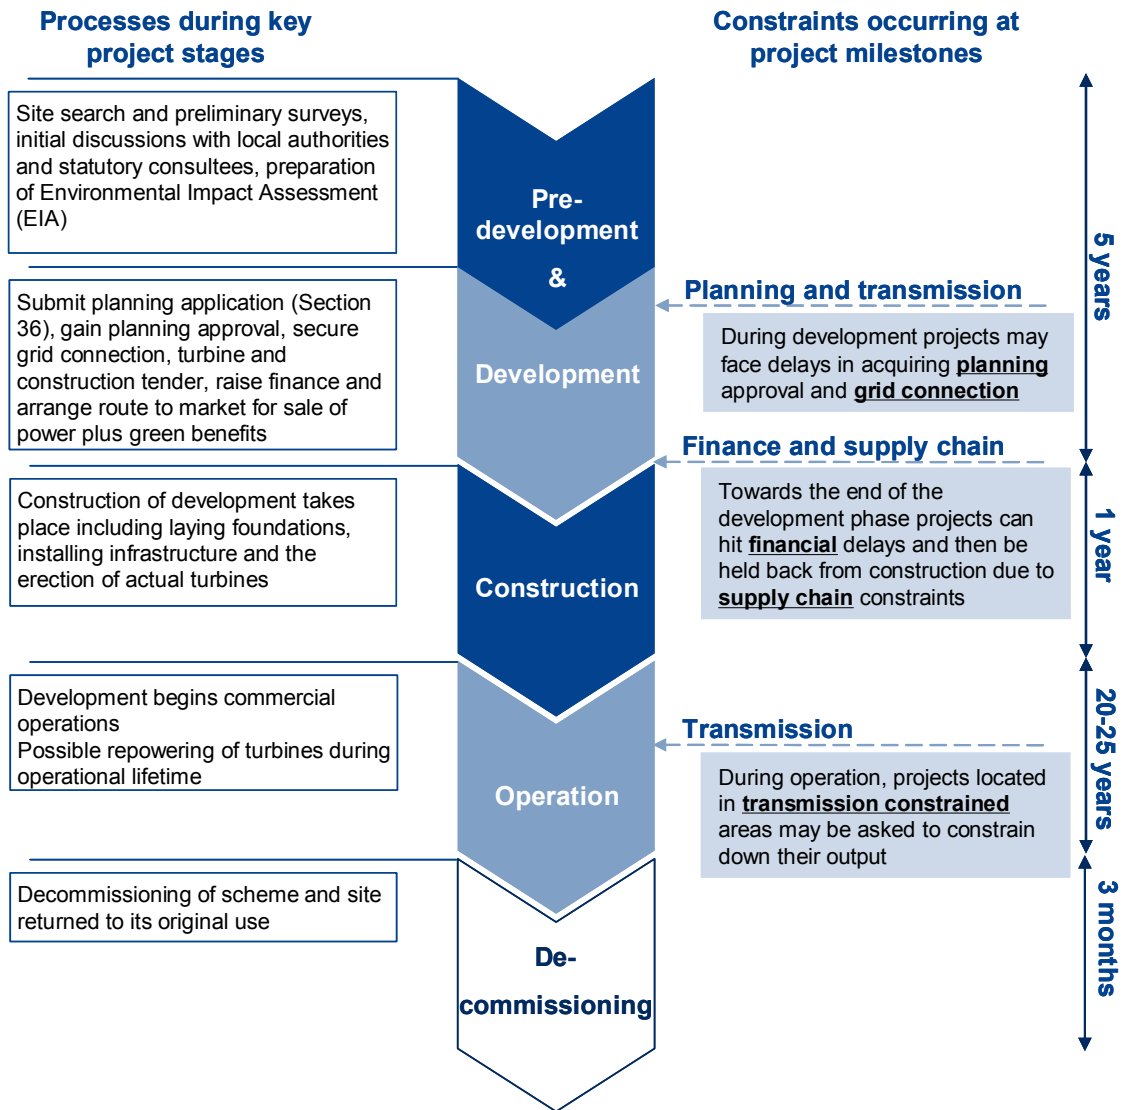 Processes during key
project stages
Constraints occurring at
project milestones
Site search and preliminary surveys,
initial discussions with local authorities
and statutory consultees, preparation
of Environmental Impact Assessment
(EIA)
Pre-
development
&
Development
5 years
Submit planning application (Section
36), gain planning approval, secure
grid connection, turbine and
construction tender, raise finance and
arrange route to market for sale of
power plus green benefits
Planning and transmission
During development projects may
face delays in acquiring planning
approval and grid connection
Finance and supply chain
Towards the end of the
development phase projects can
hit financial delays and then be
held back from construction due to
supply chain constraints
Construction of development takes
place including laying foundations,
installing infrastructure and the
erection of actual turbines
Construction
1 year
Development begins commercial
operations
Possible repowering of turbines during
operational lifetime
Operation
Transmission
During operation, projects located
in transmission constrained
areas may be asked to constrain
down their output
20-25 years
Decommissioning of scheme and site
returned to its original use
De-
commissioning
3 months